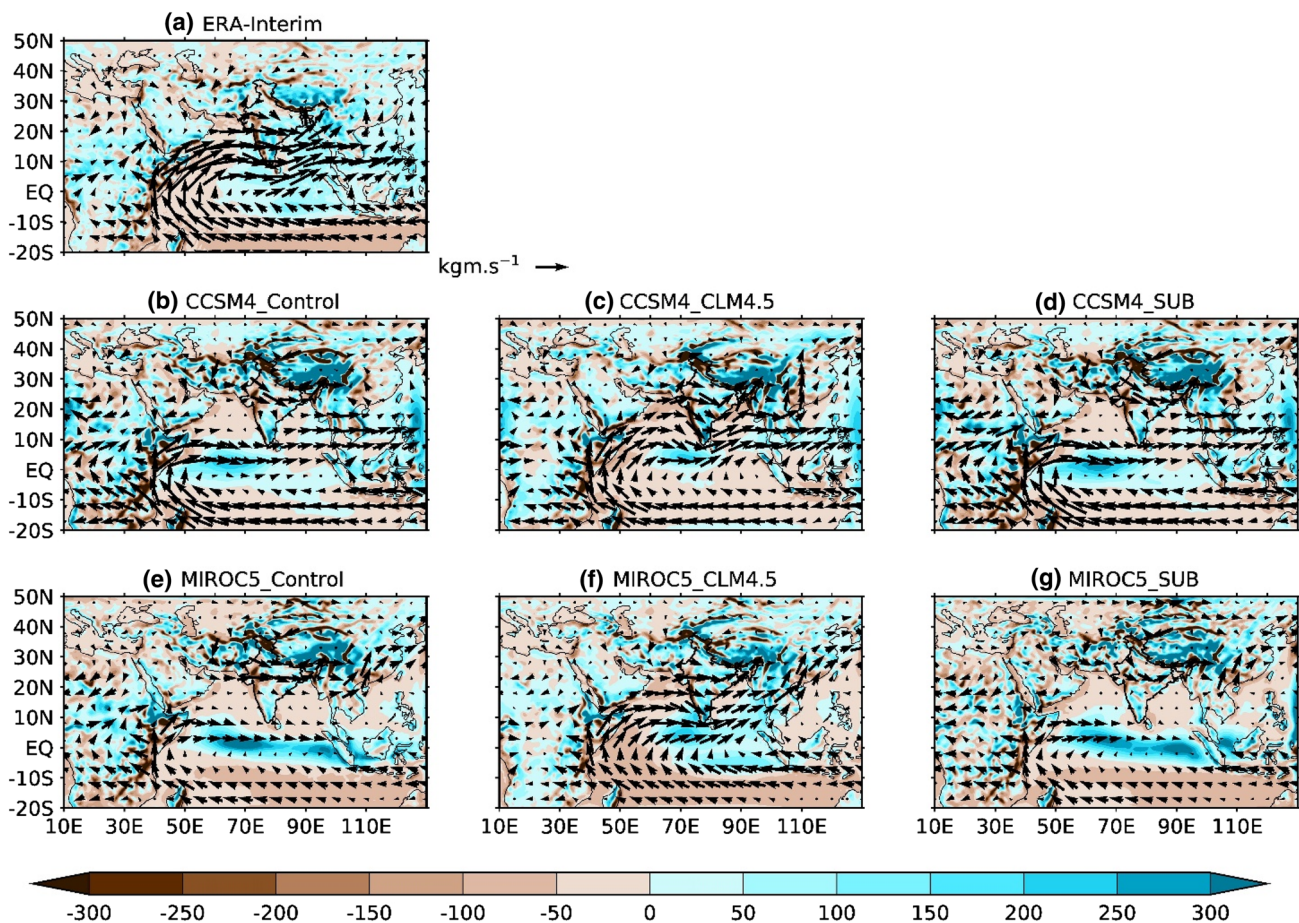 (a) ERA-Interim
50N
40N
30N
20N
10N
EQ
-10S
-20S
kgm.s⁻¹
(b) CCSM4_Control
(c) CCSM4_CLM4.5
(d) CCSM4_SUB
50N
40N
30N
20N
10N
EQ
-10S
-20S
(e) MIROC5_Control
(f) MIROC5_CLM4.5
(g) MIROC5_SUB
50N
40N
30N
20N
10N
EQ
-10S
-20S
10E 30E 50E 70E 90E 110E
10E 30E 50E 70E 90E 110E
10E 30E 50E 70E 90E 110E
-300 -250 -200 -150 -100 -50 0 50 100 150 200 250 300